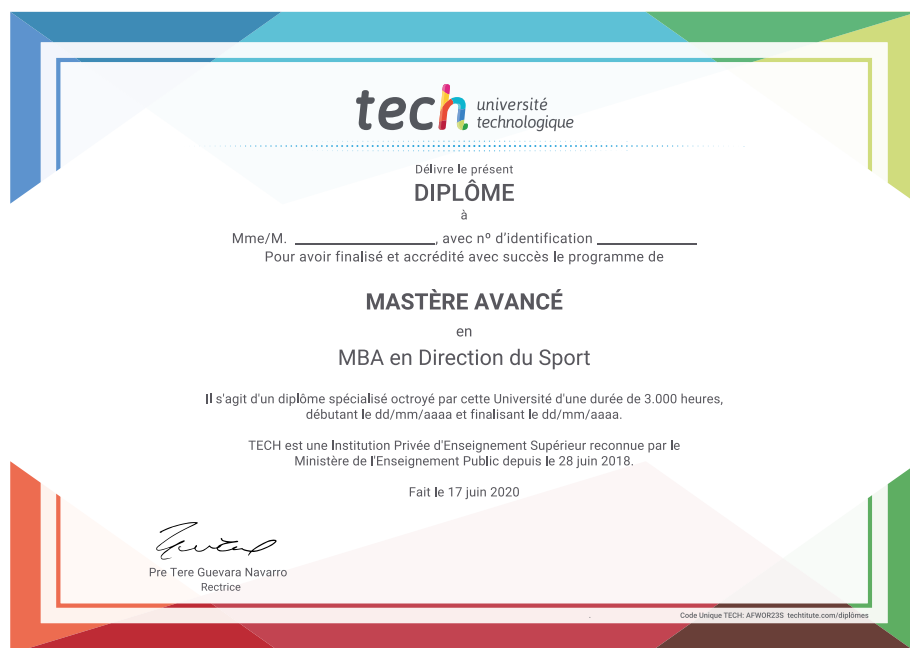 tech université
technologique
Délivre le présent
DIPLÔME
à
Mme/M. ____________________, avec nº d'identification ______________
Pour avoir finalisé et accrédité avec succès le programme de
MASTÈRE AVANCÉ
en
MBA en Direction du Sport
Il s'agit d'un diplôme spécialisé octroyé par cette Université d'une durée de 3.000 heures,
débutant le dd/mm/aaaa et finalisant le dd/mm/aaaa.
TECH est une Institution Privée d'Enseignement Supérieur reconnue par le
Ministère de l'Enseignement Public depuis le 28 juin 2018.
Fait le 17 juin 2020
Pre Tere Guevara Navarro
Rectrice
Code Unique TECH: AFWOR23S techtitute.com/diplômes